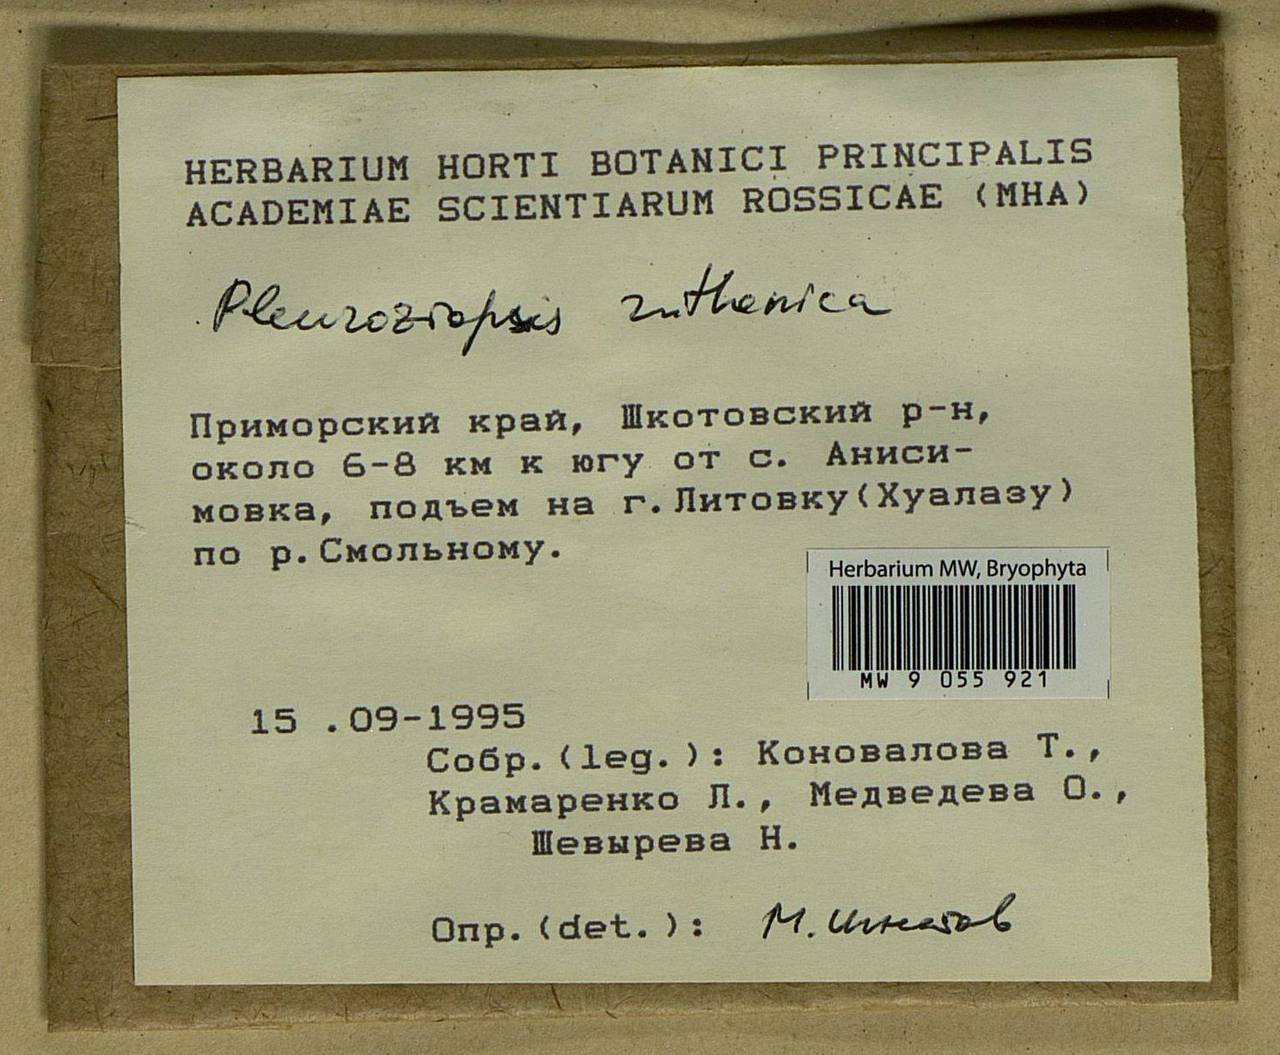 HERBARIUM HORTI BOTANICI PRINCIPALIS
ACADEMIAE SCIENTIARUM ROSSICAE (MHA)
Pleuroziopsis ruthenica
Приморский край, Шкотовский р-н,
около 6-8 км к югу от с. Аниси-
мовка, подъем на г.Литовку(Хуалазу)
по р.Смольному.
Herbarium MW, Bryophyta
MW 9 055 921
15 .09-1995
Собр.(leg.): Коновалова Т.,
Крамаренко Л., Медведева О.,
Шевырева Н.
Опр.(det.): М. Игнатов